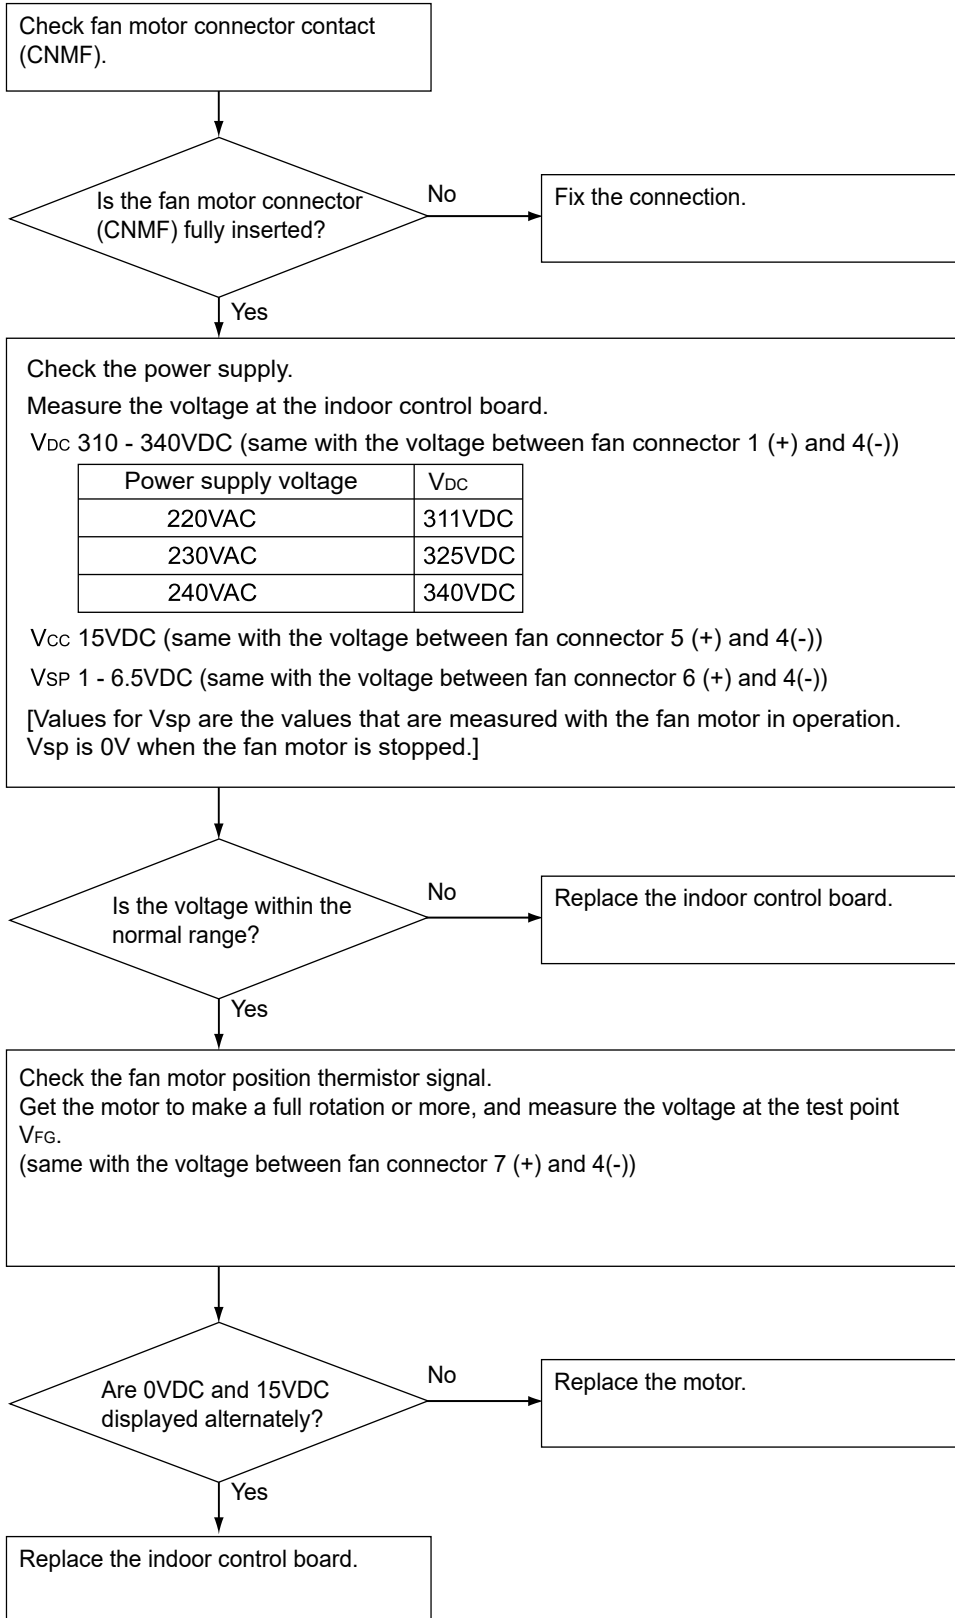 Check fan motor connector contact
(CNMF).
Is the fan motor connector
(CNMF) fully inserted?
No
Fix the connection.
Yes
Check the power supply.
Measure the voltage at the indoor control board.
VDC 310 - 340VDC (same with the voltage between fan connector 1 (+) and 4(-))
Power supply voltage VDC
220VAC 311VDC
230VAC 325VDC
240VAC 340VDC
VCC 15VDC (same with the voltage between fan connector 5 (+) and 4(-))
VSP 1 - 6.5VDC (same with the voltage between fan connector 6 (+) and 4(-))
[Values for Vsp are the values that are measured with the fan motor in operation.
Vsp is 0V when the fan motor is stopped.]
Is the voltage within the
normal range?
No
Replace the indoor control board.
Yes
Check the fan motor position thermistor signal.
Get the motor to make a full rotation or more, and measure the voltage at the test point
VFG.
(same with the voltage between fan connector 7 (+) and 4(-))
Are 0VDC and 15VDC
displayed alternately?
No
Replace the motor.
Yes
Replace the indoor control board.